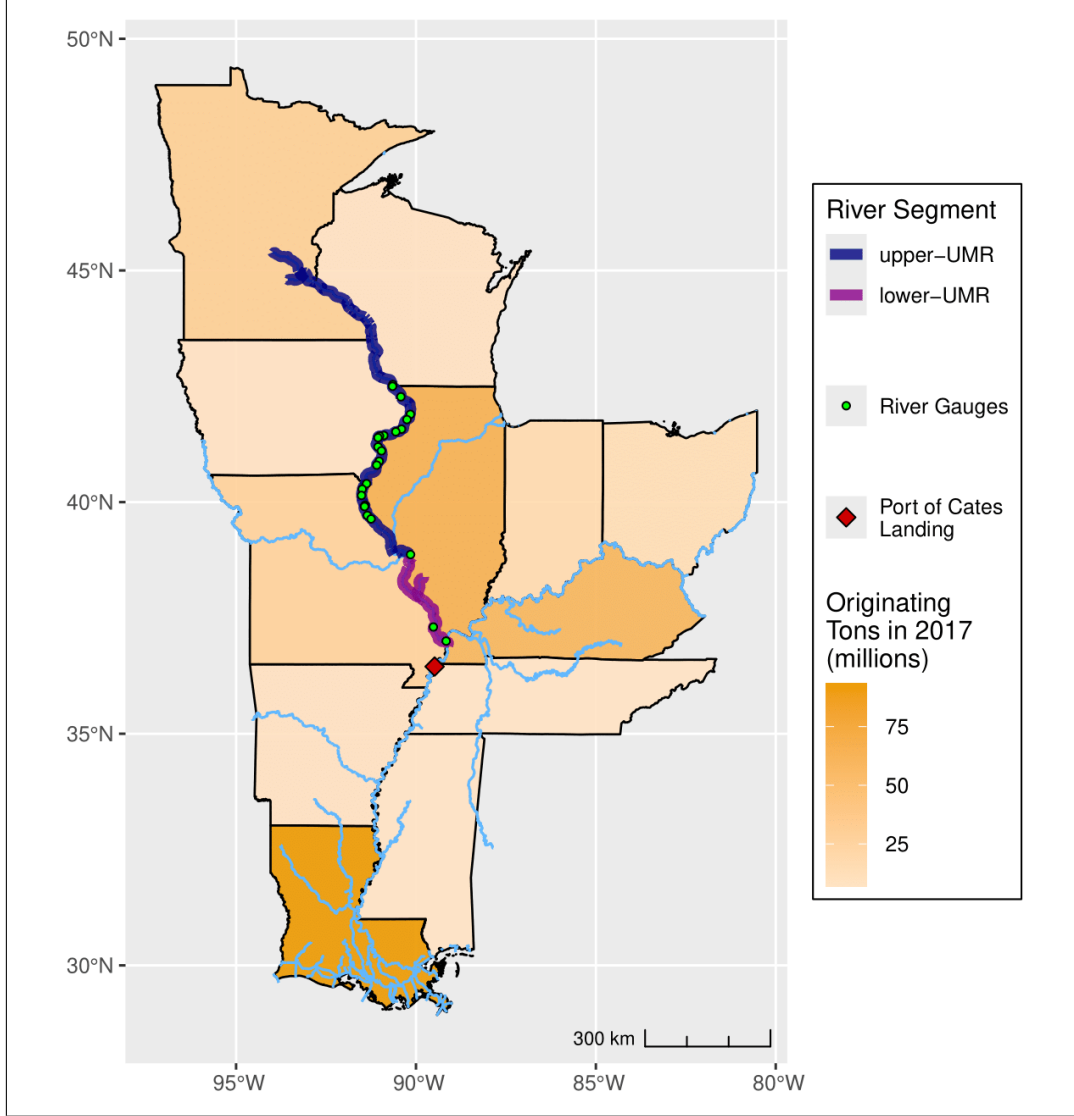 50°N
45°N
40°N
35°N
30°N
95°W
90°W
85°W
80°W
300 km
River Segment
upper−UMR
lower−UMR
River Gauges
Port of Cates
Landing
Originating
Tons in 2017
(millions)
75
50
25